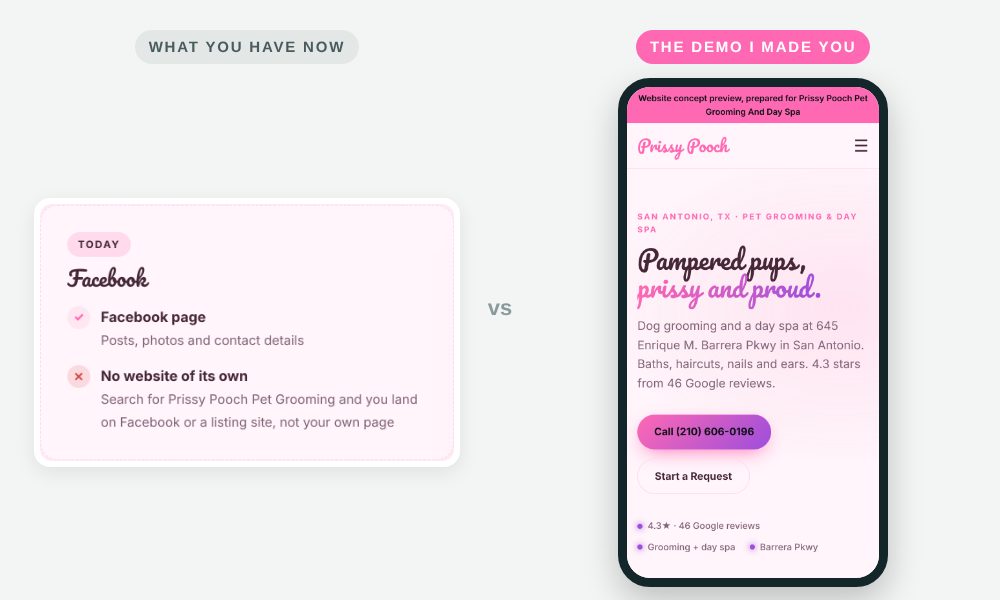 WHAT YOU HAVE NOW
TODAY
Facebook
Facebook page
Posts, photos and contact details
No website of its own
Search for Prissy Pooch Pet Grooming and you land
on Facebook or a listing site, not your own page
vs
THE DEMO I MADE YOU
Website concept preview, prepared for Prissy Pooch Pet
Grooming And Day Spa
Prissy Pooch
SAN ANTONIO, TX · PET GROOMING & DAY
SPA
Pampered pups,
prissy and proud.
Dog grooming and a day spa at 645
Enrique M. Barrera Pkwy in San Antonio.
Baths, haircuts, nails and ears. 4.3 stars
from 46 Google reviews.
Call (210) 606-0196
Start a Request
4.3★ · 46 Google reviews
Grooming + day spa
Barrera Pkwy